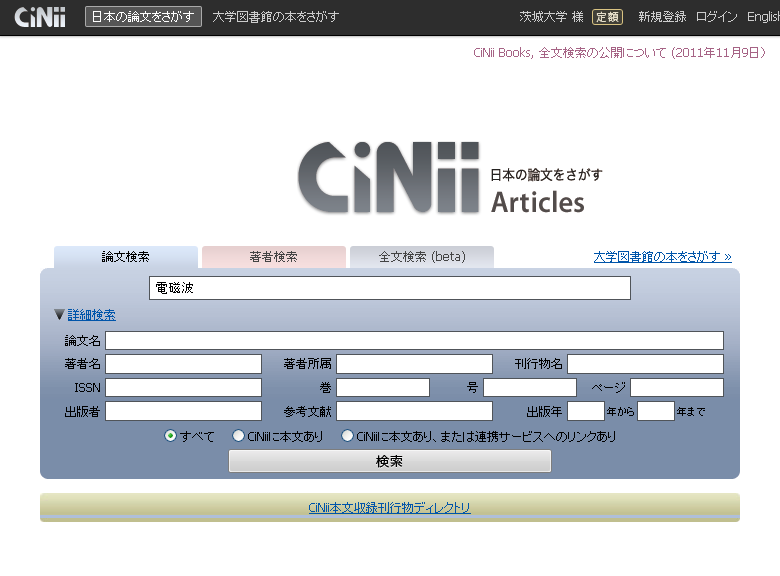 CiNii 日本の論文をさがす 大学図書館の本をさがす 茨城大学 様 定額 新規登録 ログイン English
CiNii Books, 全文検索の公開について (2011年11月9日)
CiNii 日本の論文をさがす
Articles
論文検索 著者検索 全文検索 (beta) 大学図書館の本をさがす »
電磁波
▼詳細検索
論文名
著者名 著者所属 刊行物名
ISSN 巻 号 ページ
出版者 参考文献 出版年 年から 年まで
すべて CiNiiに本文あり CiNiiに本文あり、または連携サービスへのリンクあり
検索
CiNii本文収録刊行物ディレクトリ